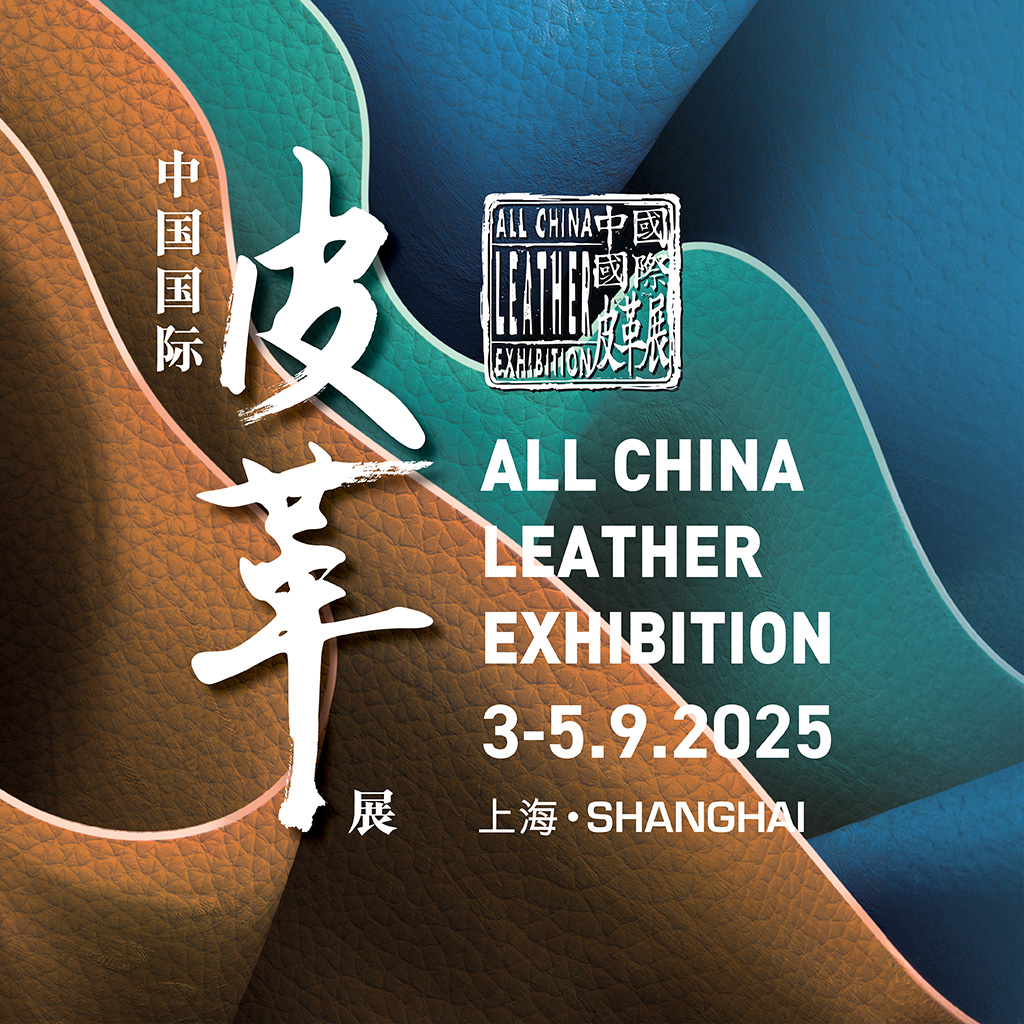 中国国际
皮革
展
ALL CHINA
LEATHER
EXHIBITION
中國
國際
皮革展
ALL CHINA
LEATHER
EXHIBITION
3-5.9.2025
上海·SHANGHAI